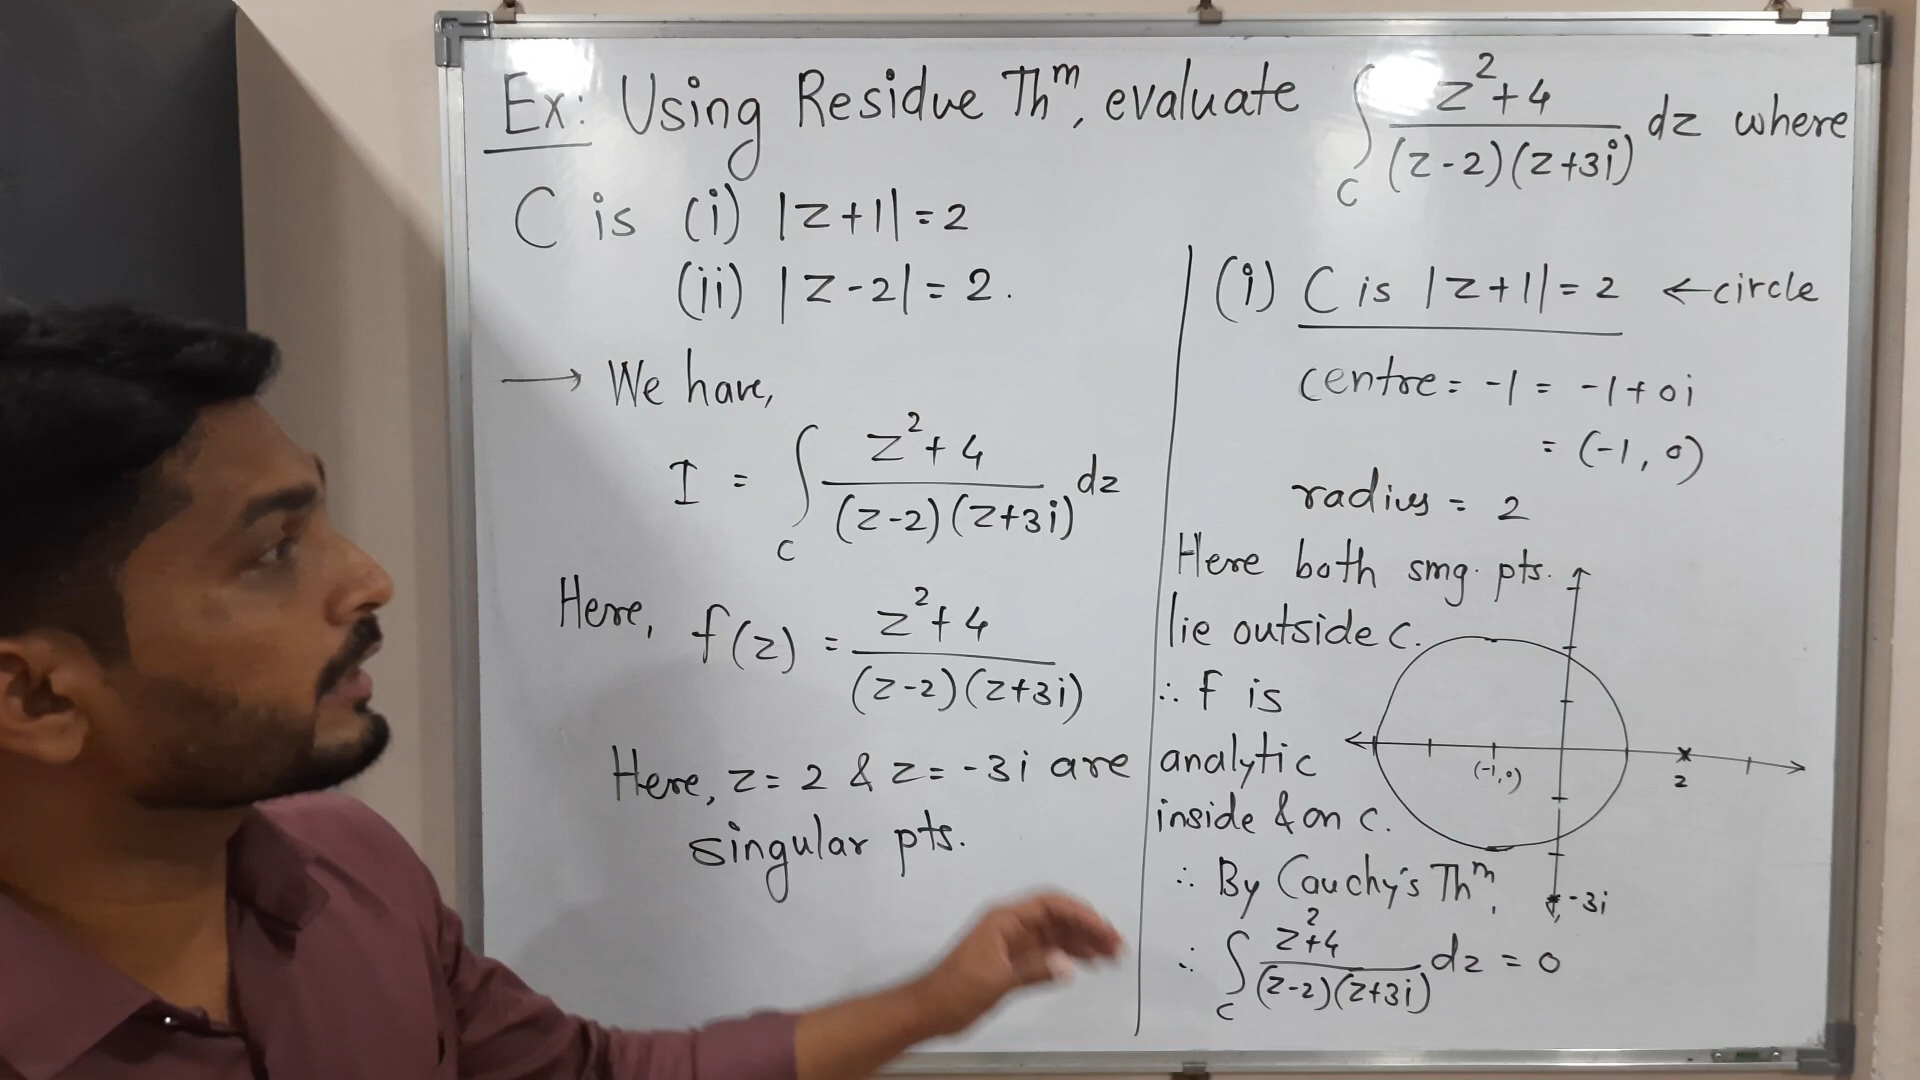 Ex: Using Residue Thᵐ, evaluate ∫_C (z²+4)/((z-2)(z+3i)) dz where
C is (i) |z+1|=2
(ii) |z-2|=2.
→ We have,
I = ∫_C (z²+4)/((z-2)(z+3i)) dz
Here, f(z) = (z²+4)/((z-2)(z+3i))
Here, z=2 & z=-3i are
singular pts.
(i) C is |z+1|=2 ←circle
centre= -1 = -1+0i
= (-1, 0)
radius = 2
Here both sing. pts.
lie outside C.
∴ f is
analytic
inside & on C.
∴ By Cauchy's Thᵐ,
∴ ∫_C (z²+4)/((z-2)(z+3i)) dz = 0
(-1,0)
2
-3i